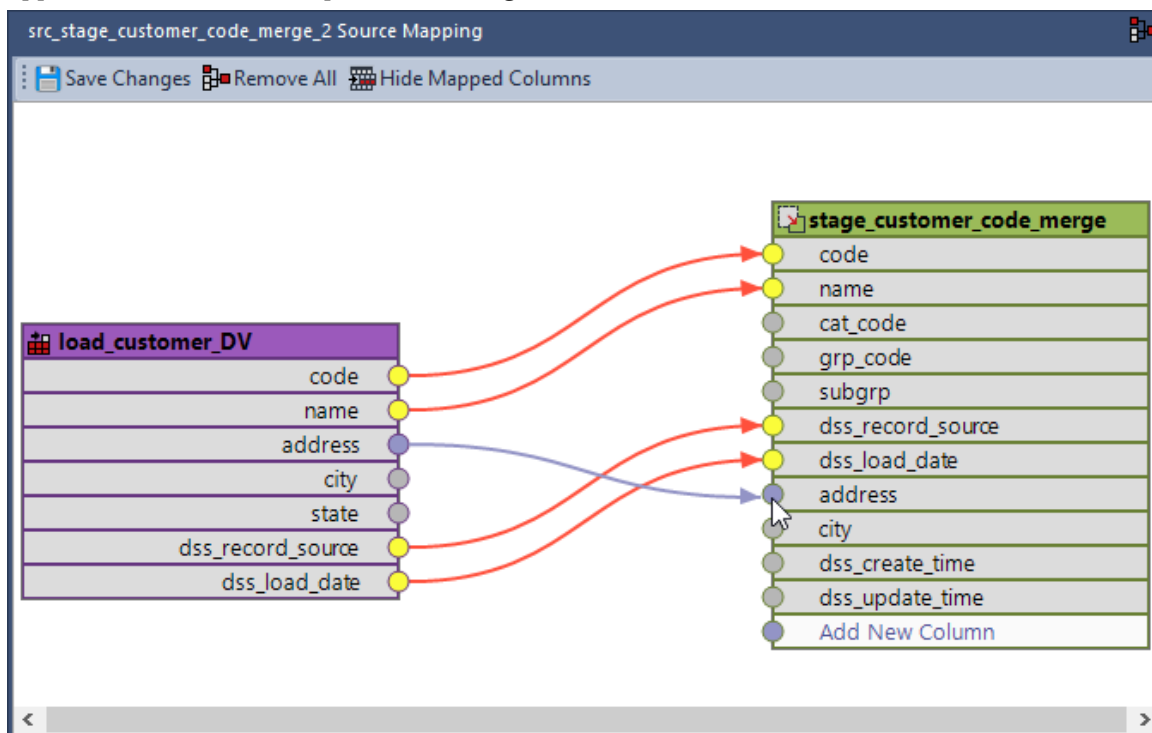 src_stage_customer_code_merge_2 Source Mapping
Save Changes Remove All Hide Mapped Columns
load_customer_DV
code
name
address
city
state
dss_record_source
dss_load_date
stage_customer_code_merge
code
name
cat_code
grp_code
subgrp
dss_record_source
dss_load_date
address
city
dss_create_time
dss_update_time
Add New Column